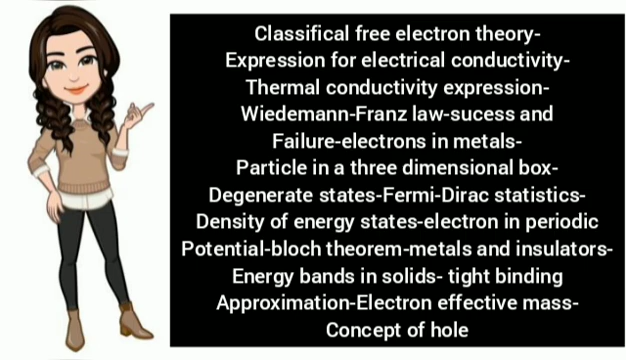 Classifical free electron theory-
Expression for electrical conductivity-
Thermal conductivity expression-
Wiedemann-Franz law-sucess and
Failure-electrons in metals-
Particle in a three dimensional box-
Degenerate states-Fermi-Dirac statistics-
Density of energy states-electron in periodic
Potential-bloch theorem-metals and insulators-
Energy bands in solids- tight binding
Approximation-Electron effective mass-
Concept of hole